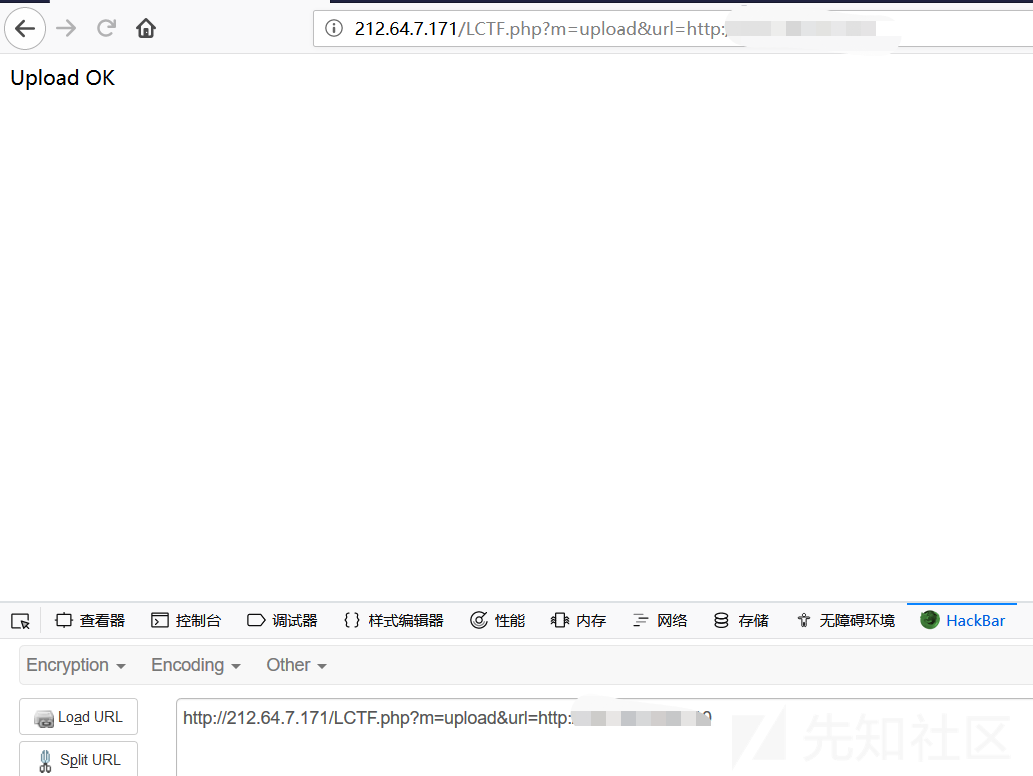 212.64.7.171/LCTF.php?m=upload&url=http:
Upload OK
查看器 控制台 调试器 样式编辑器 性能 内存 网络 存储 无障碍环境 HackBar
Encryption Encoding Other
Load URL http://212.64.7.171/LCTF.php?m=upload&url=http:
Split URL
先知社区